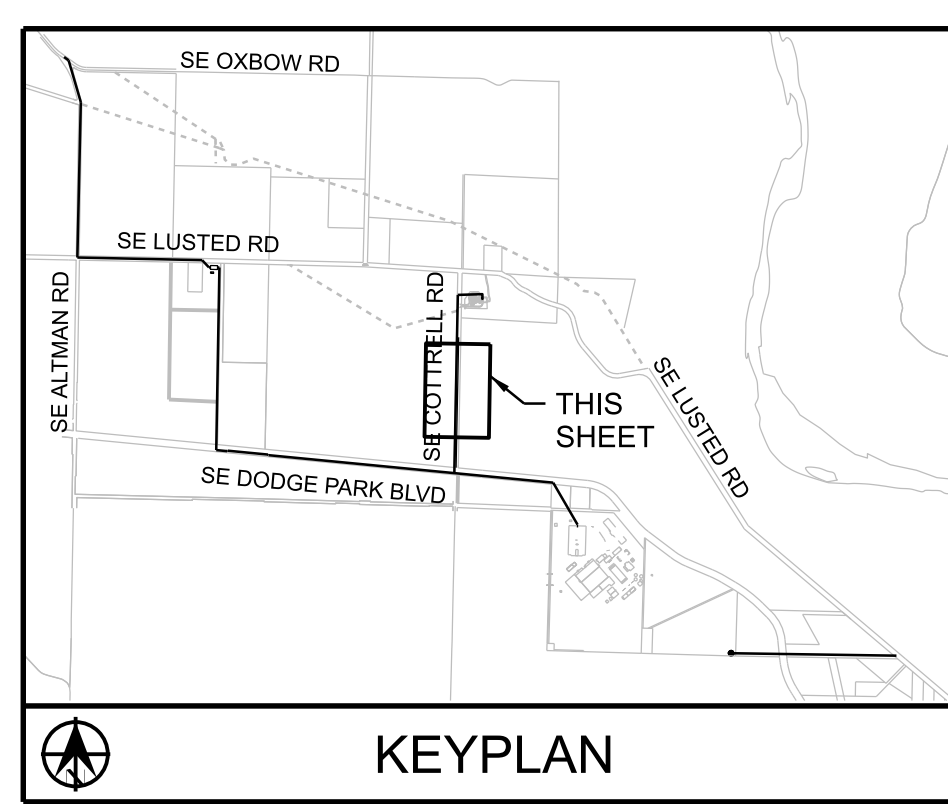 SE OXBOW RD
SE LUSTED RD
SE ALTMAN RD
SE COTTRELL RD
THIS
SHEET
SE LUSTED RD
SE DODGE PARK BLVD
KEYPLAN